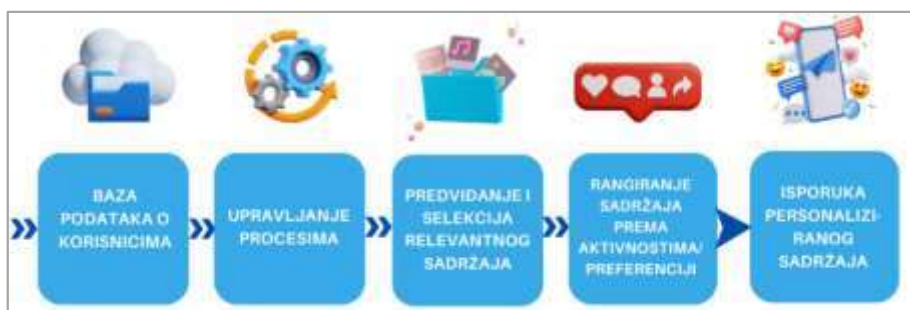 BAZA
PODATAKA O
KORISNICIMA
UPRAVLJANJE
PROCESIMA
PREDVIDANJE I
SELEKCIJA
RELEVANTNOG
SADRŽAJA
RANGIRANJE
SADRŽAJA
PREMA
AKTIVNOSTIMA/
PREFERENCIJI
ISPORUKA
PERSONALIZI-
RANOG
SADRŽAJA